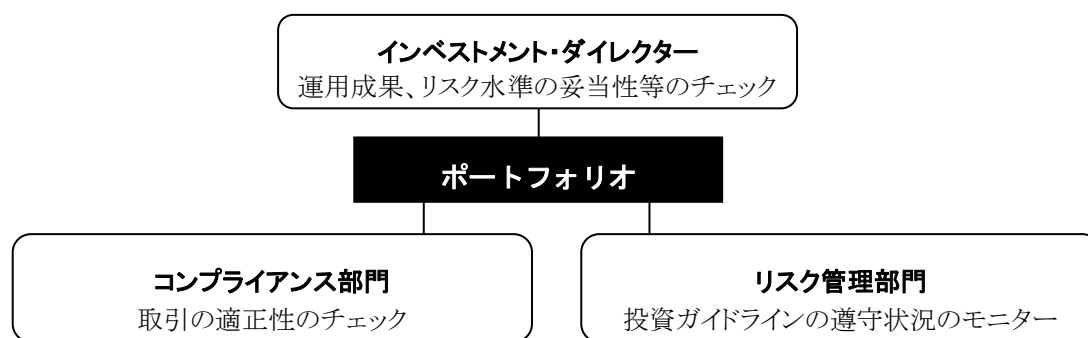 インベストメント・ダイレクター
運用成果、リスク水準の妥当性等のチェック
ポートフォリオ
コンプライアンス部門
取引の適正性のチェック
リスク管理部門
投資ガイドラインの遵守状況のモニター